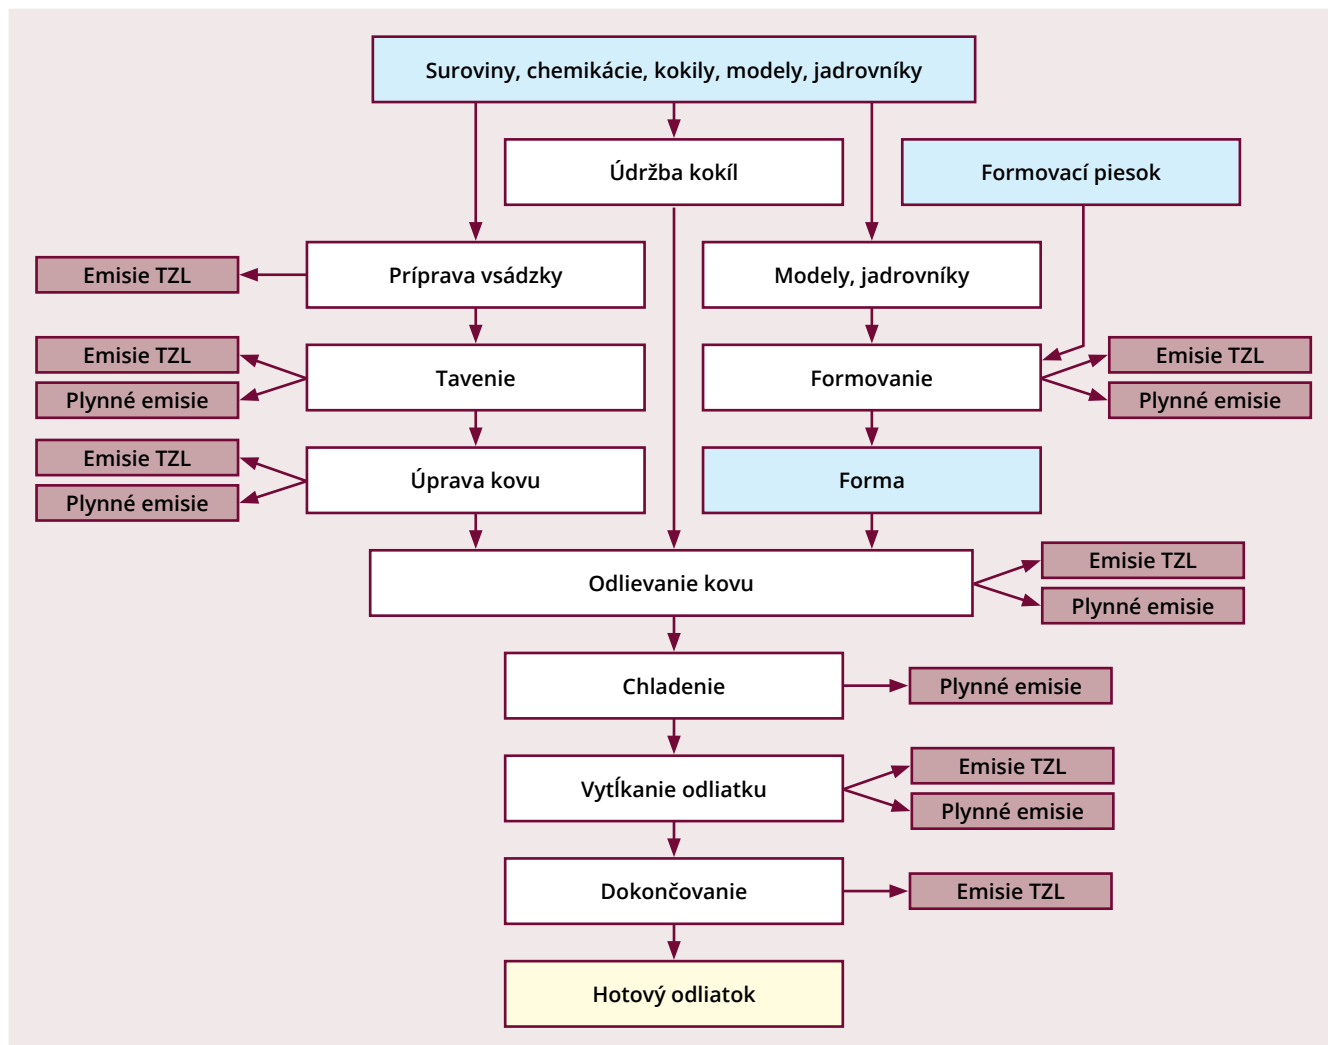 Suroviny, chemikácie, kokily, modely, jadrovníky
Údržba kokíl
Formovací piesok
Emisie TZL
Príprava vsádzky
Modely, jadrovníky
Emisie TZL
Plynné emisie
Tavenie
Formovanie
Emisie TZL
Plynné emisie
Emisie TZL
Plynné emisie
Úprava kovu
Forma
Odlievanie kovu
Emisie TZL
Plynné emisie
Chladenie
Plynné emisie
Vytĺkanie odliatku
Emisie TZL
Plynné emisie
Dokončovanie
Emisie TZL
Hotový odliatok